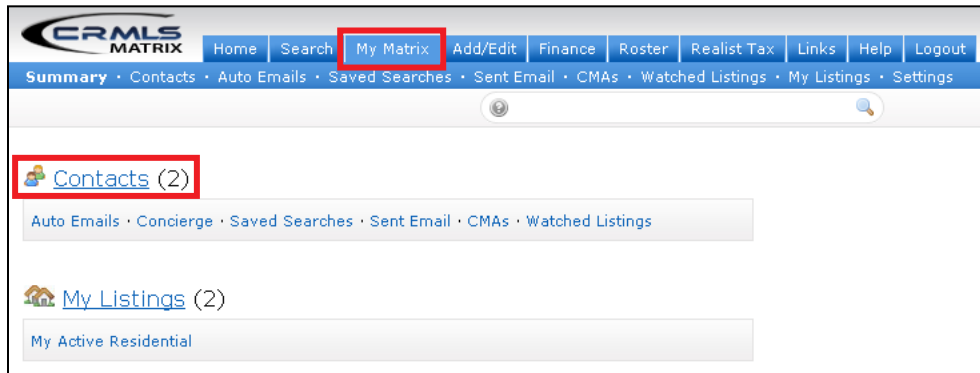 CRMLS
MATRIX
Home Search My Matrix Add/Edit Finance Roster Realist Tax Links Help Logout
Summary · Contacts · Auto Emails · Saved Searches · Sent Email · CMAs · Watched Listings · My Listings · Settings
?
Contacts (2)
Auto Emails · Concierge · Saved Searches · Sent Email · CMAs · Watched Listings
My Listings (2)
My Active Residential